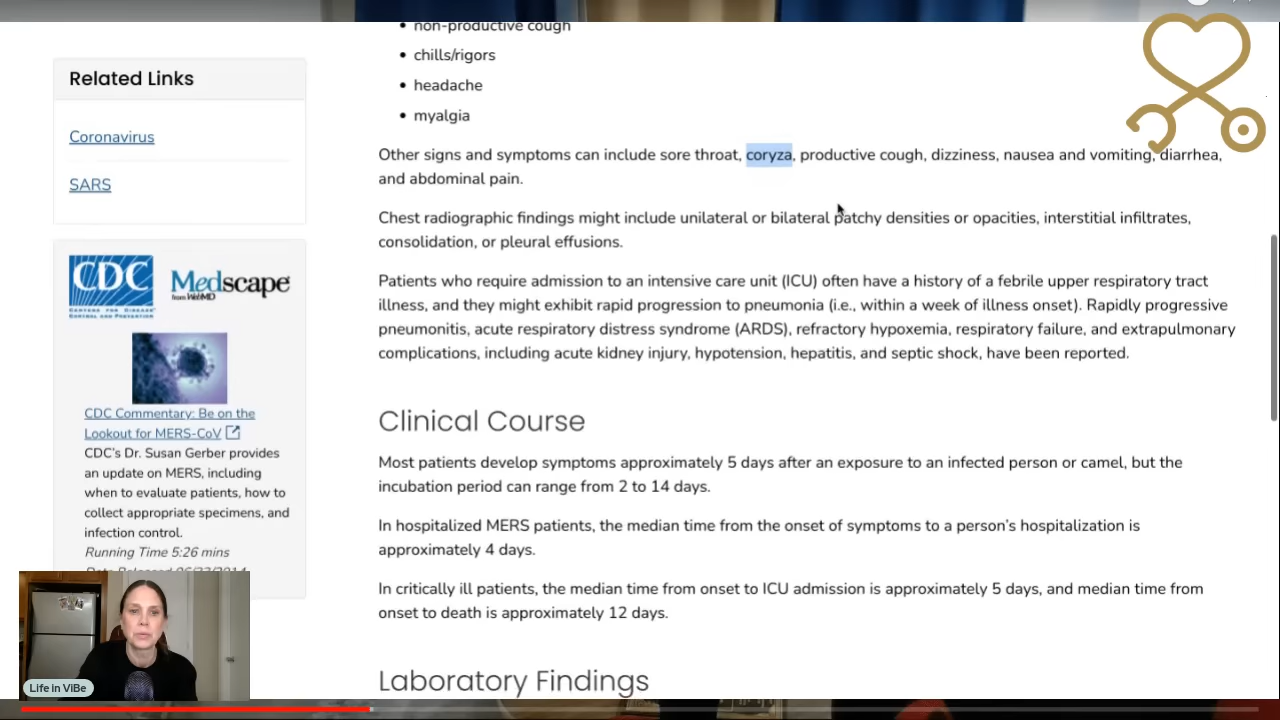 non-productive cough
chills/rigors
headache
myalgia
Other signs and symptoms can include sore throat, coryza, productive cough, dizziness, nausea and vomiting, diarrhea,
and abdominal pain.
Chest radiographic findings might include unilateral or bilateral patchy densities or opacities, interstitial infiltrates,
consolidation, or pleural effusions.
Patients who require admission to an intensive care unit (ICU) often have a history of a febrile upper respiratory tract
illness, and they might exhibit rapid progression to pneumonia (i.e., within a week of illness onset). Rapidly progressive
pneumonitis, acute respiratory distress syndrome (ARDS), refractory hypoxemia, respiratory failure, and extrapulmonary
complications, including acute kidney injury, hypotension, hepatitis, and septic shock, have been reported.
Clinical Course
Most patients develop symptoms approximately 5 days after an exposure to an infected person or camel, but the
incubation period can range from 2 to 14 days.
In hospitalized MERS patients, the median time from the onset of symptoms to a person's hospitalization is
approximately 4 days.
In critically ill patients, the median time from onset to ICU admission is approximately 5 days, and median time from
onset to death is approximately 12 days.
Laboratory Findings
Related Links
Coronavirus
SARS
CDC
CENTERS FOR DISEASE
CONTROL AND PREVENTION
Medscape
from WebMD
CDC Commentary: Be on the
Lookout for MERS-CoV
CDC's Dr. Susan Gerber provides
an update on MERS, including
when to evaluate patients, how to
collect appropriate specimens, and
infection control.
Running Time 5:26 mins
Life in ViBe